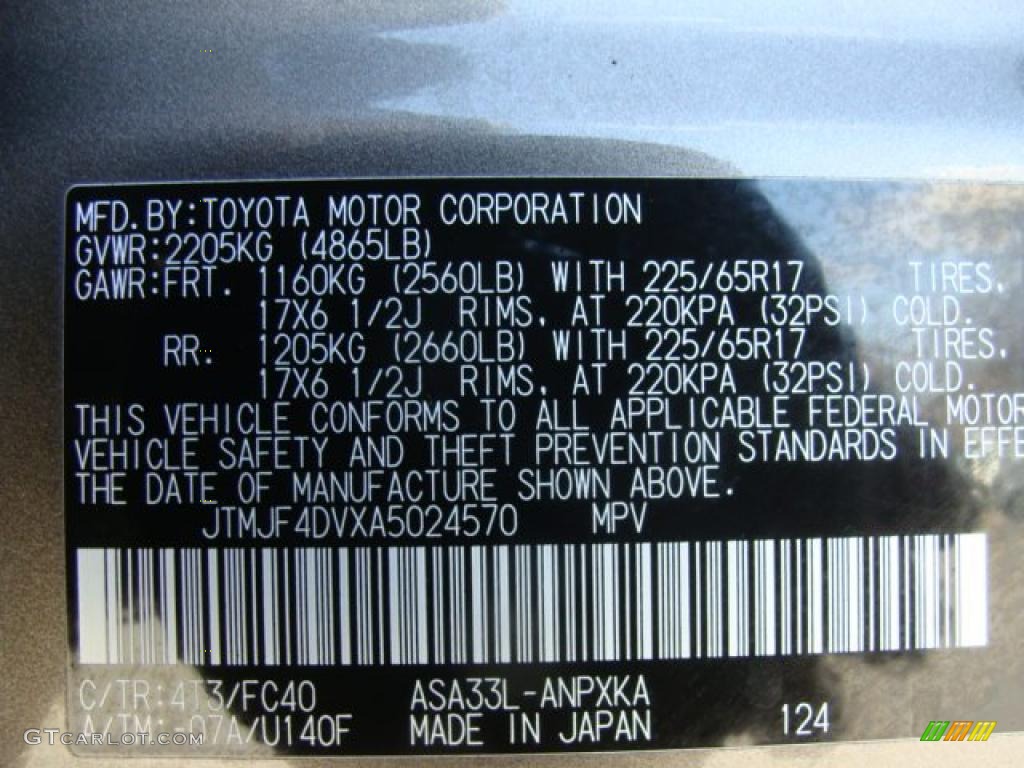 MFD.BY:TOYOTA MOTOR CORPORATION
GVWR:2205KG (4865LB)
GAWR:FRT. 1160KG (2560LB) WITH 225/65R17 TIRES,
17X6 1/2J RIMS, AT 220KPA (32PSI) COLD.
RR. 1205KG (2660LB) WITH 225/65R17 TIRES,
17X6 1/2J RIMS, AT 220KPA (32PSI) COLD.
THIS VEHICLE CONFORMS TO ALL APPLICABLE FEDERAL MOTOR
VEHICLE SAFETY AND THEFT PREVENTION STANDARDS IN EFFE
THE DATE OF MANUFACTURE SHOWN ABOVE.
JTMJF4DVXA5024570 MPV
C/TR:4T3/FC40 ASA33L-ANPXKA
A/TM:-07A/U140F MADE IN JAPAN 124
GTCarLot.com